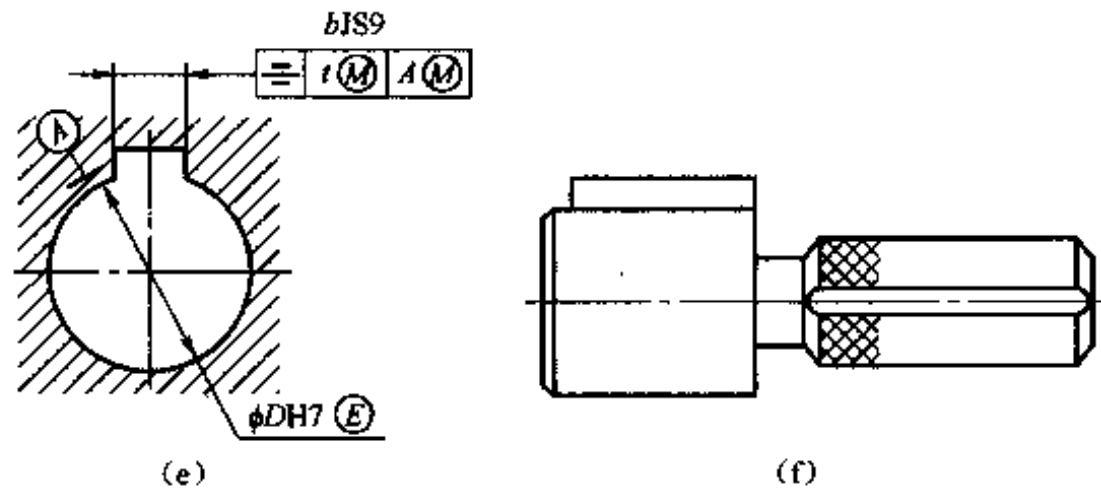 bJS9
⌯ t Ⓜ A Ⓜ
A
ϕDH7 Ⓔ
(e)
(f)